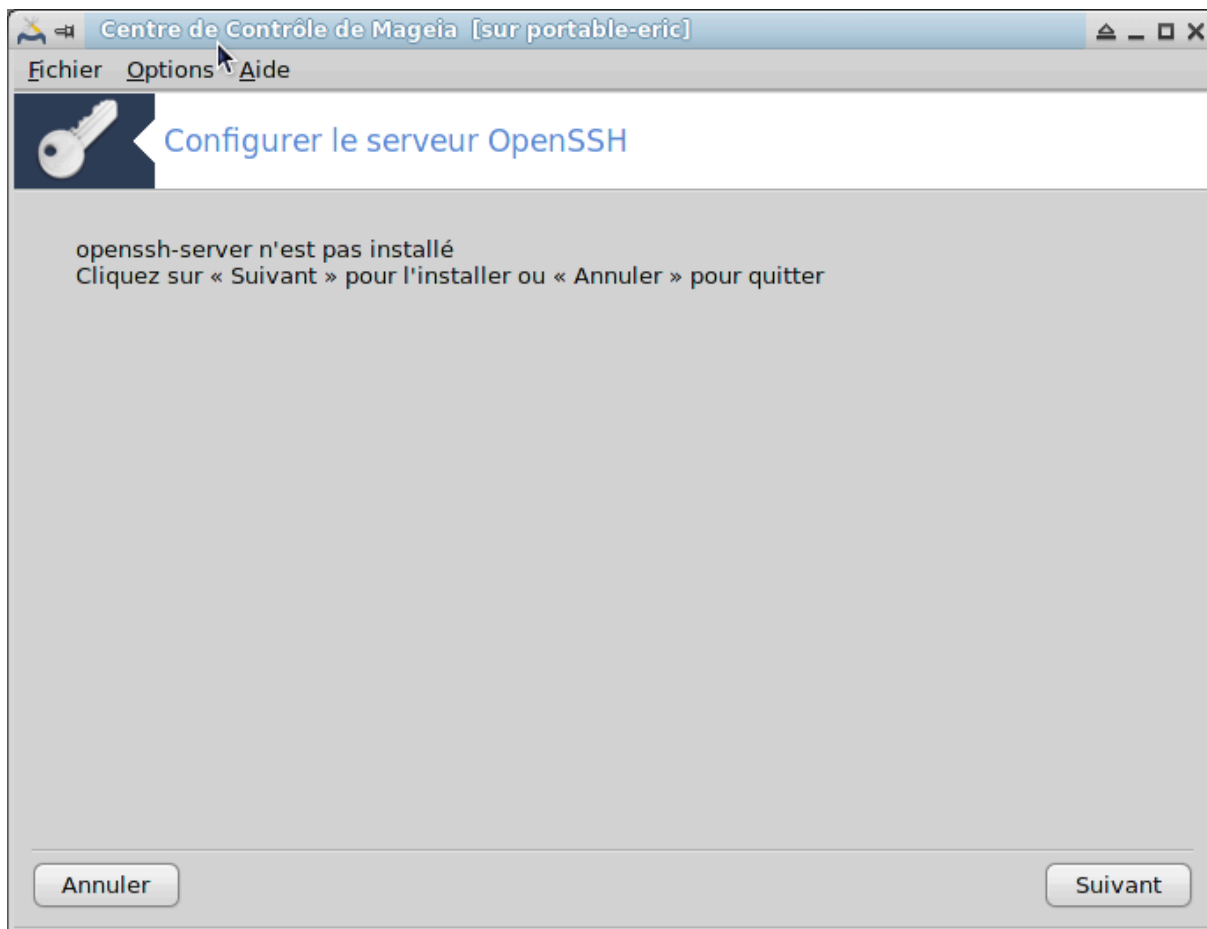 Centre de Contrôle de Mageia [sur portable-eric]
Fichier Options Aide
Configurer le serveur OpenSSH
openssh-server n'est pas installé
Cliquez sur « Suivant » pour l'installer ou « Annuler » pour quitter
Annuler Suivant